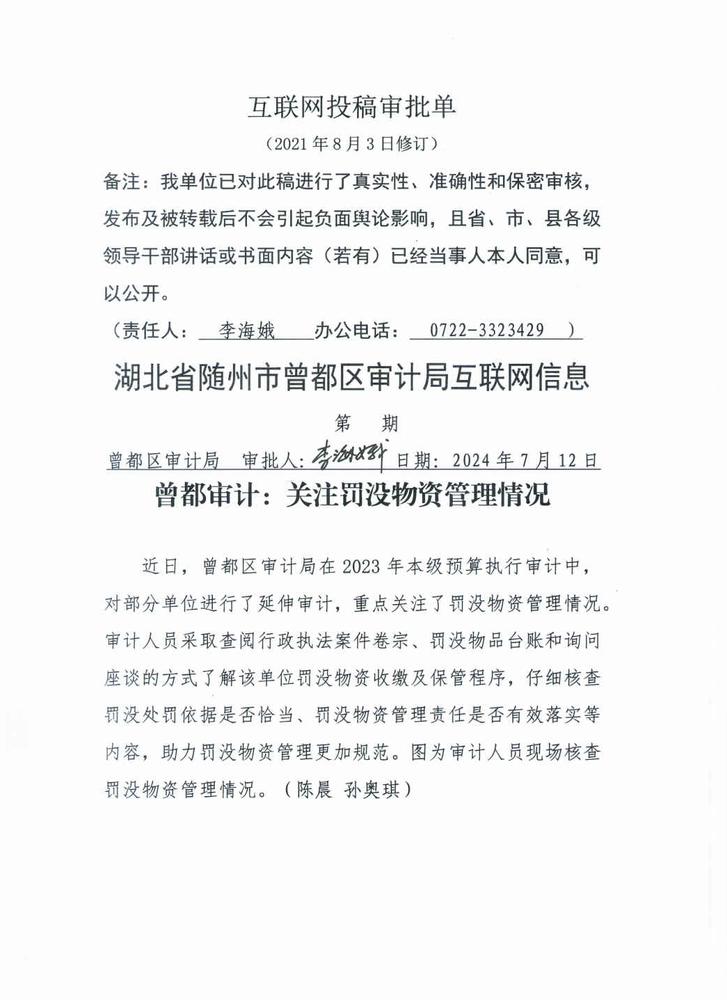 互联网投稿审批单
（2021年8月3日修订）
备注：我单位已对此稿进行了真实性、准确性和保密审核，
发布及被转载后不会引起负面舆论影响，且省、市、县各级
领导干部讲话或书面内容（若有）已经当事人本人同意，可
以公开。
（责任人： 李海娥 办公电话： 0722-3323429 ）
湖北省随州市曾都区审计局互联网信息
第 期
曾都区审计局 审批人：李海娥 日期：2024年7月12日
曾都审计：关注罚没物资管理情况
近日，曾都区审计局在2023年本级预算执行审计中，
对部分单位进行了延伸审计，重点关注了罚没物资管理情况。
审计人员采取查阅行政执法案件卷宗、罚没物品台账和询问
座谈的方式了解该单位罚没物资收缴及保管程序，仔细核查
罚没处罚依据是否恰当、罚没物资管理责任是否有效落实等
内容，助力罚没物资管理更加规范。图为审计人员现场核查
罚没物资管理情况。（陈晨 孙奥琪）